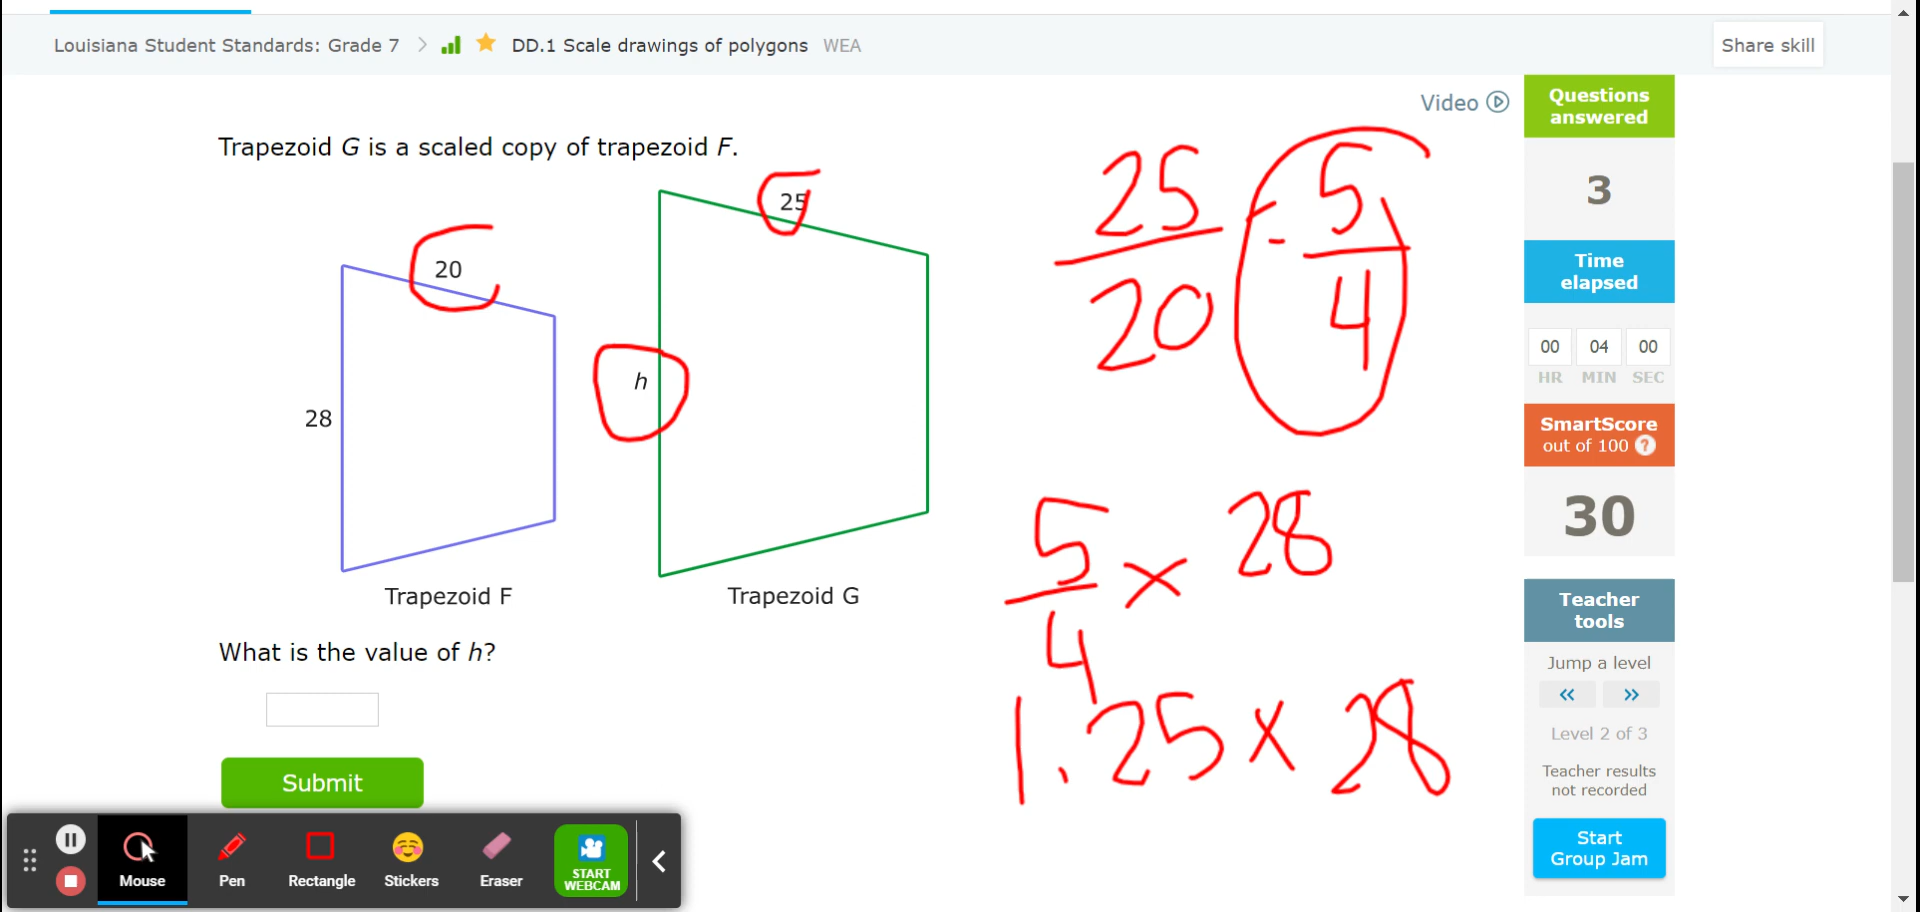 Louisiana Student Standards: Grade 7 > DD.1 Scale drawings of polygons WEA
Share skill
Video
Trapezoid G is a scaled copy of trapezoid F.
20
25
28
h
Trapezoid F
Trapezoid G
What is the value of h?
Submit
25/20 = 5/4
5/4 × 28
1.25 × 28
Questions
answered
3
Time
elapsed
00 04 00
HR MIN SEC
SmartScore
out of 100 ?
30
Teacher
tools
Jump a level
« »
Level 2 of 3
Teacher results
not recorded
Start
Group Jam
Mouse
Pen
Rectangle
Stickers
Eraser
START
WEBCAM